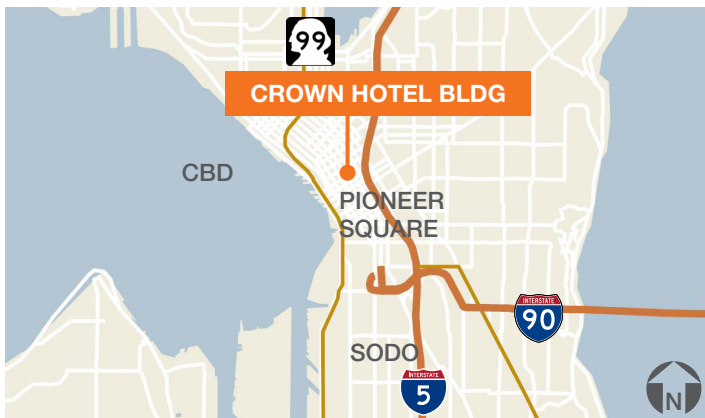 99
CROWN HOTEL BLDG
CBD
PIONEER
SQUARE
INTERSTATE
90
SODO
INTERSTATE
5
N